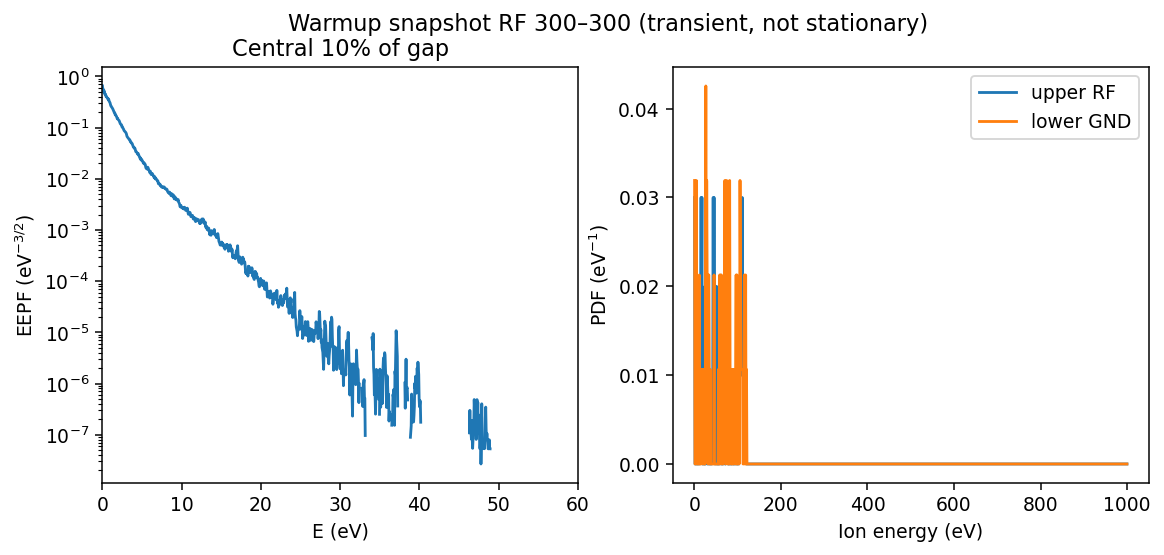 Warmup snapshot RF 300–300 (transient, not stationary)
Central 10% of gap
10⁰
10⁻¹
10⁻²
10⁻³
10⁻⁴
10⁻⁵
10⁻⁶
10⁻⁷
EEPF (eV⁻³/²)
0 10 20 30 40 50 60
E (eV)
upper RF
lower GND
0.04
0.03
0.02
0.01
0.00
PDF (eV⁻¹)
0 200 400 600 800 1000
Ion energy (eV)